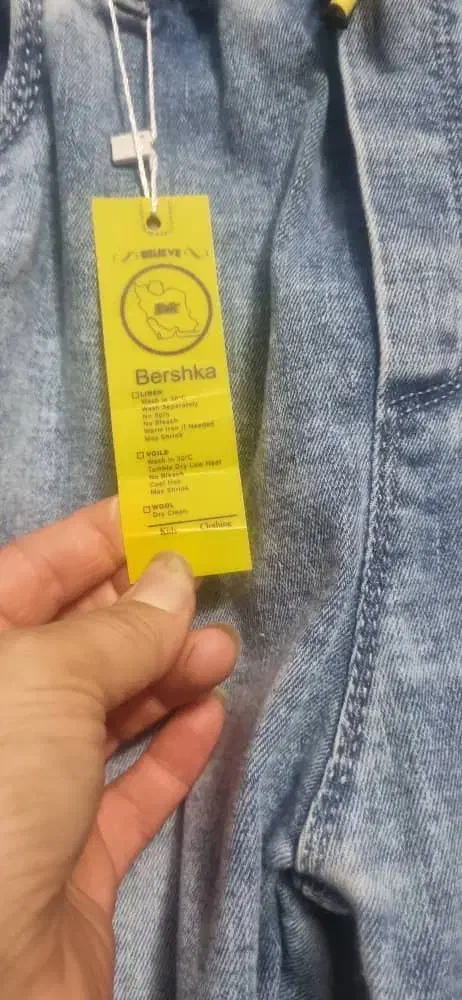 BELIEVE
Bershka
LINEN
Wash in 30°C
Wash Separately
No Spin
No Bleach
Warm Iron if Needed
May Shrink
VOILE
Wash in 30°C
Tumble Dry Low Heat
No Bleach
Cool Iron
May Shrink
WOOL
Dry Clean
Kids Clothing